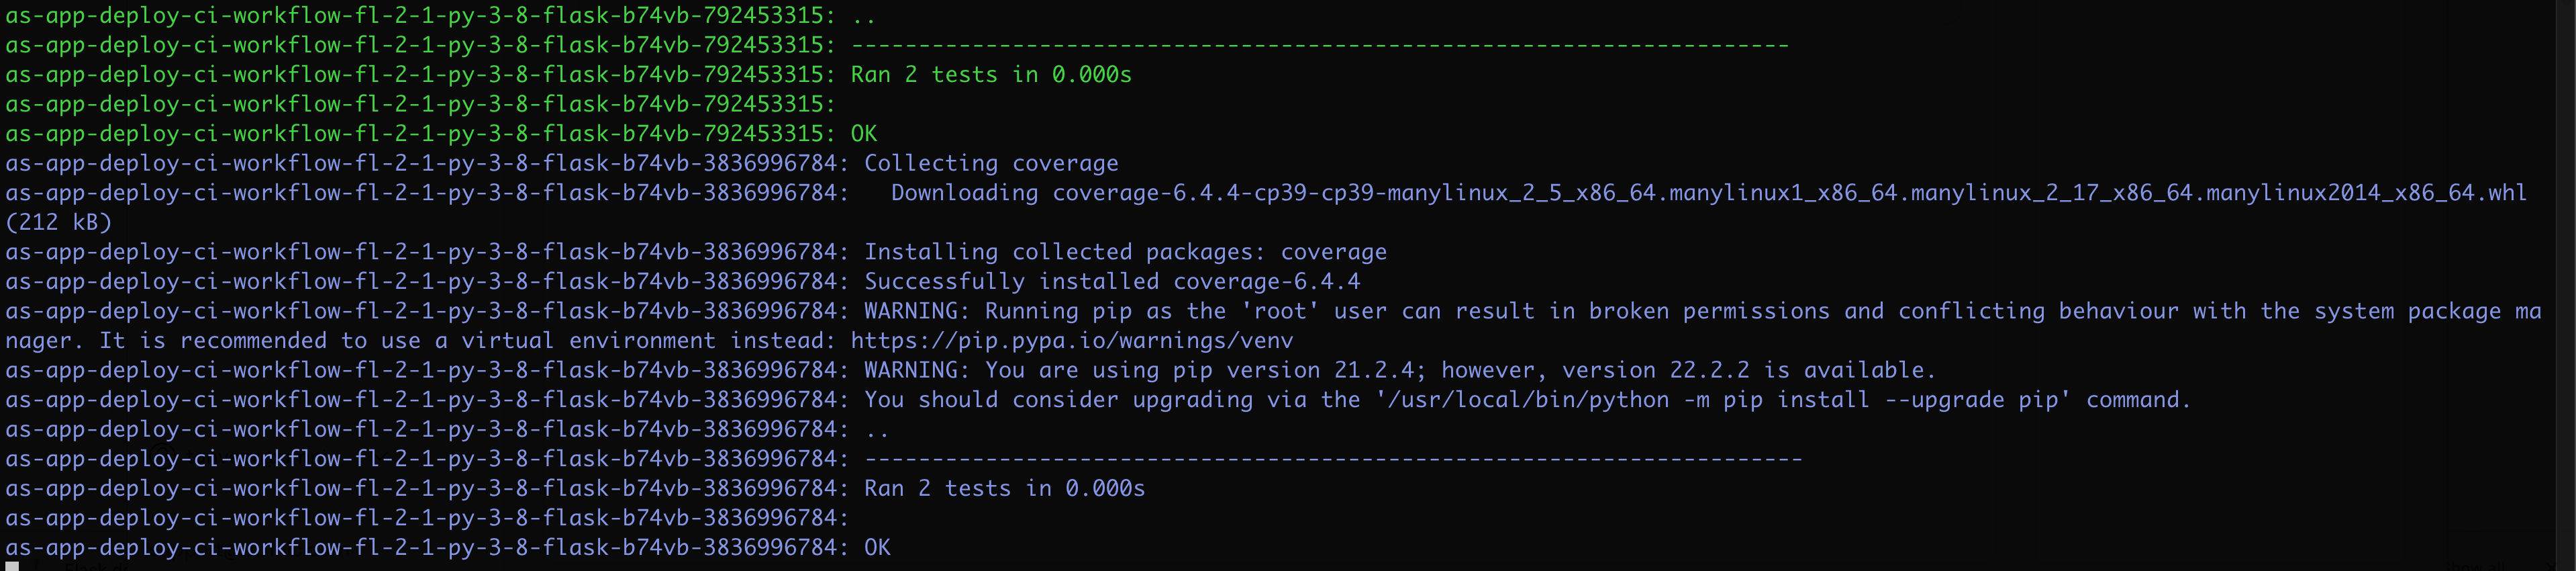 as-app-deploy-ci-workflow-fl-2-1-py-3-8-flask-b74vb-792453315: ..
as-app-deploy-ci-workflow-fl-2-1-py-3-8-flask-b74vb-792453315: ----------------------------------------------------------------------
as-app-deploy-ci-workflow-fl-2-1-py-3-8-flask-b74vb-792453315: Ran 2 tests in 0.000s
as-app-deploy-ci-workflow-fl-2-1-py-3-8-flask-b74vb-792453315:
as-app-deploy-ci-workflow-fl-2-1-py-3-8-flask-b74vb-792453315: OK
as-app-deploy-ci-workflow-fl-2-1-py-3-8-flask-b74vb-3836996784: Collecting coverage
as-app-deploy-ci-workflow-fl-2-1-py-3-8-flask-b74vb-3836996784:   Downloading coverage-6.4.4-cp39-cp39-manylinux_2_5_x86_64.manylinux1_x86_64.manylinux_2_17_x86_64.manylinux2014_x86_64.whl
(212 kB)
as-app-deploy-ci-workflow-fl-2-1-py-3-8-flask-b74vb-3836996784: Installing collected packages: coverage
as-app-deploy-ci-workflow-fl-2-1-py-3-8-flask-b74vb-3836996784: Successfully installed coverage-6.4.4
as-app-deploy-ci-workflow-fl-2-1-py-3-8-flask-b74vb-3836996784: WARNING: Running pip as the 'root' user can result in broken permissions and conflicting behaviour with the system package ma
nager. It is recommended to use a virtual environment instead: https://pip.pypa.io/warnings/venv
as-app-deploy-ci-workflow-fl-2-1-py-3-8-flask-b74vb-3836996784: WARNING: You are using pip version 21.2.4; however, version 22.2.2 is available.
as-app-deploy-ci-workflow-fl-2-1-py-3-8-flask-b74vb-3836996784: You should consider upgrading via the '/usr/local/bin/python -m pip install --upgrade pip' command.
as-app-deploy-ci-workflow-fl-2-1-py-3-8-flask-b74vb-3836996784: ..
as-app-deploy-ci-workflow-fl-2-1-py-3-8-flask-b74vb-3836996784: ----------------------------------------------------------------------
as-app-deploy-ci-workflow-fl-2-1-py-3-8-flask-b74vb-3836996784: Ran 2 tests in 0.000s
as-app-deploy-ci-workflow-fl-2-1-py-3-8-flask-b74vb-3836996784:
as-app-deploy-ci-workflow-fl-2-1-py-3-8-flask-b74vb-3836996784: OK